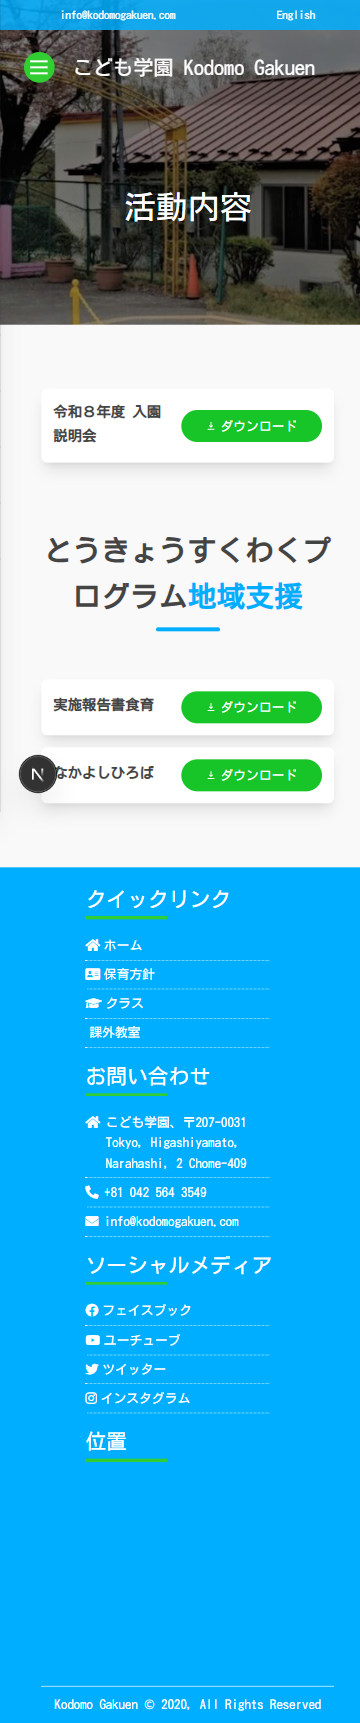 info@kodomogakuen.com English
こども学園 Kodomo Gakuen
活動内容
令和８年度 入園
説明会
ダウンロード
とうきょうすくわくプ
ログラム地域支援
実施報告書食育
ダウンロード
N
なかよしひろば
ダウンロード
クイックリンク
ホーム
保育方針
クラス
課外教室
お問い合わせ
こども学園、〒207-0031
Tokyo, Higashiyamato,
Narahashi, 2 Chome-409
+81 042 564 3549
info@kodomogakuen.com
ソーシャルメディア
フェイスブック
ユーチューブ
ツイッター
インスタグラム
位置
Kodomo Gakuen © 2020, All Rights Reserved